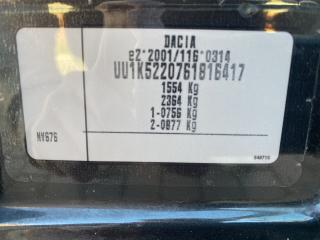 DACIA
e2*2001/116*0314
UU1K5220761816417
1554 Kg
2364 Kg
1-0756 Kg
2-0877 Kg
NV676